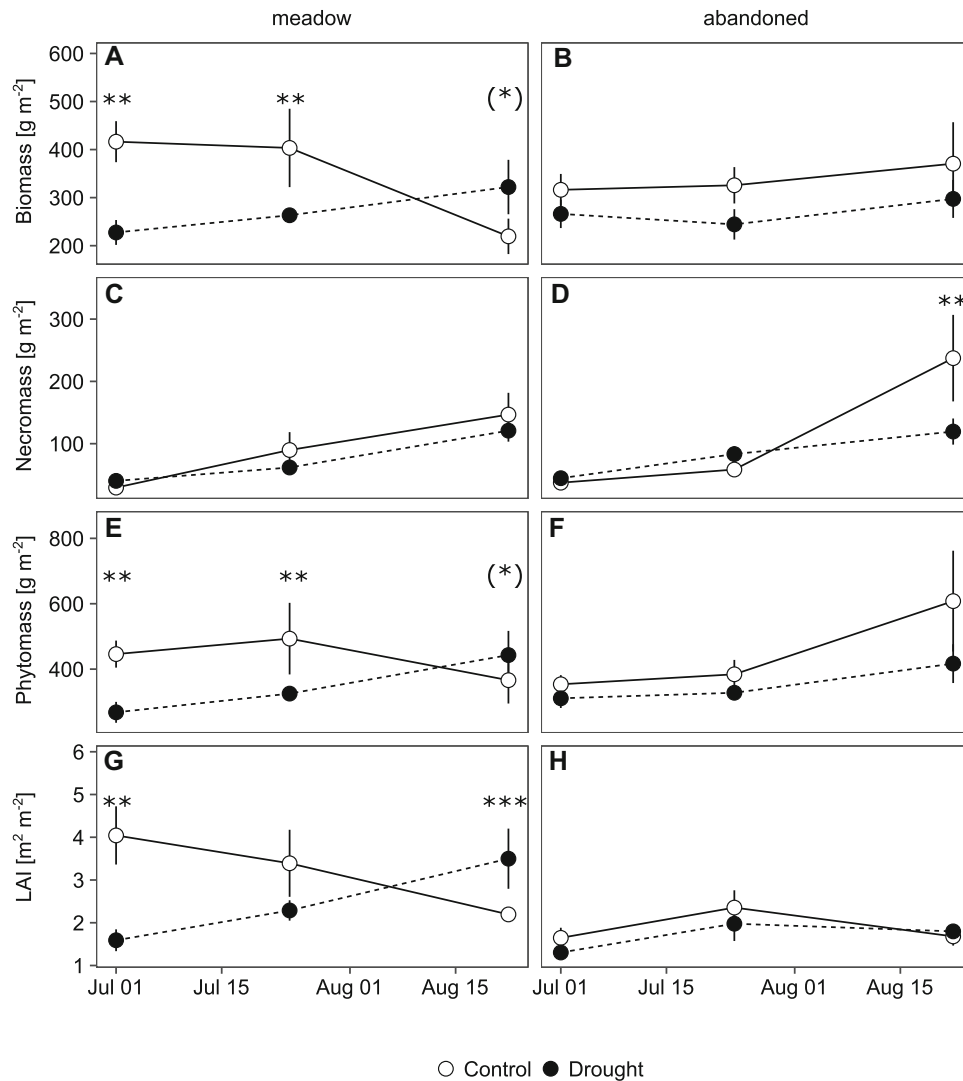 meadow abandoned
A B
600
500
400
300
200
Biomass [g m⁻²]
** ** (*)
C D
300
200
100
Necromass [g m⁻²]
**
E F
800
600
400
Phytomass [g m⁻²]
** ** (*)
G H
6
5
4
3
2
1
LAI [m² m⁻²]
** ***
Jul 01 Jul 15 Aug 01 Aug 15 Jul 01 Jul 15 Aug 01 Aug 15
Control Drought